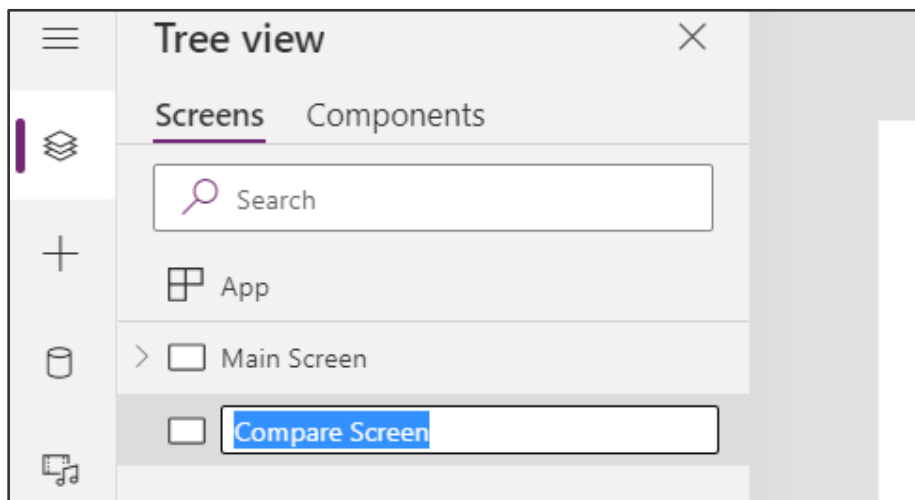 Tree view
Screens Components
Search
App
Main Screen
Compare Screen